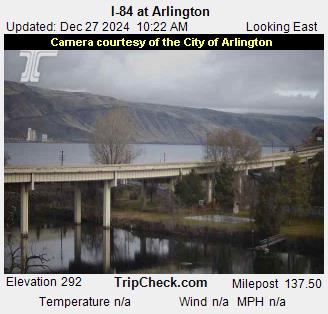 I-84 at Arlington
Updated: Dec 27 2024 10:22 AM Looking East
Camera courtesy of the City of Arlington
Elevation 292 TripCheck.com Milepost 137.50
Temperature n/a Wind n/a MPH n/a